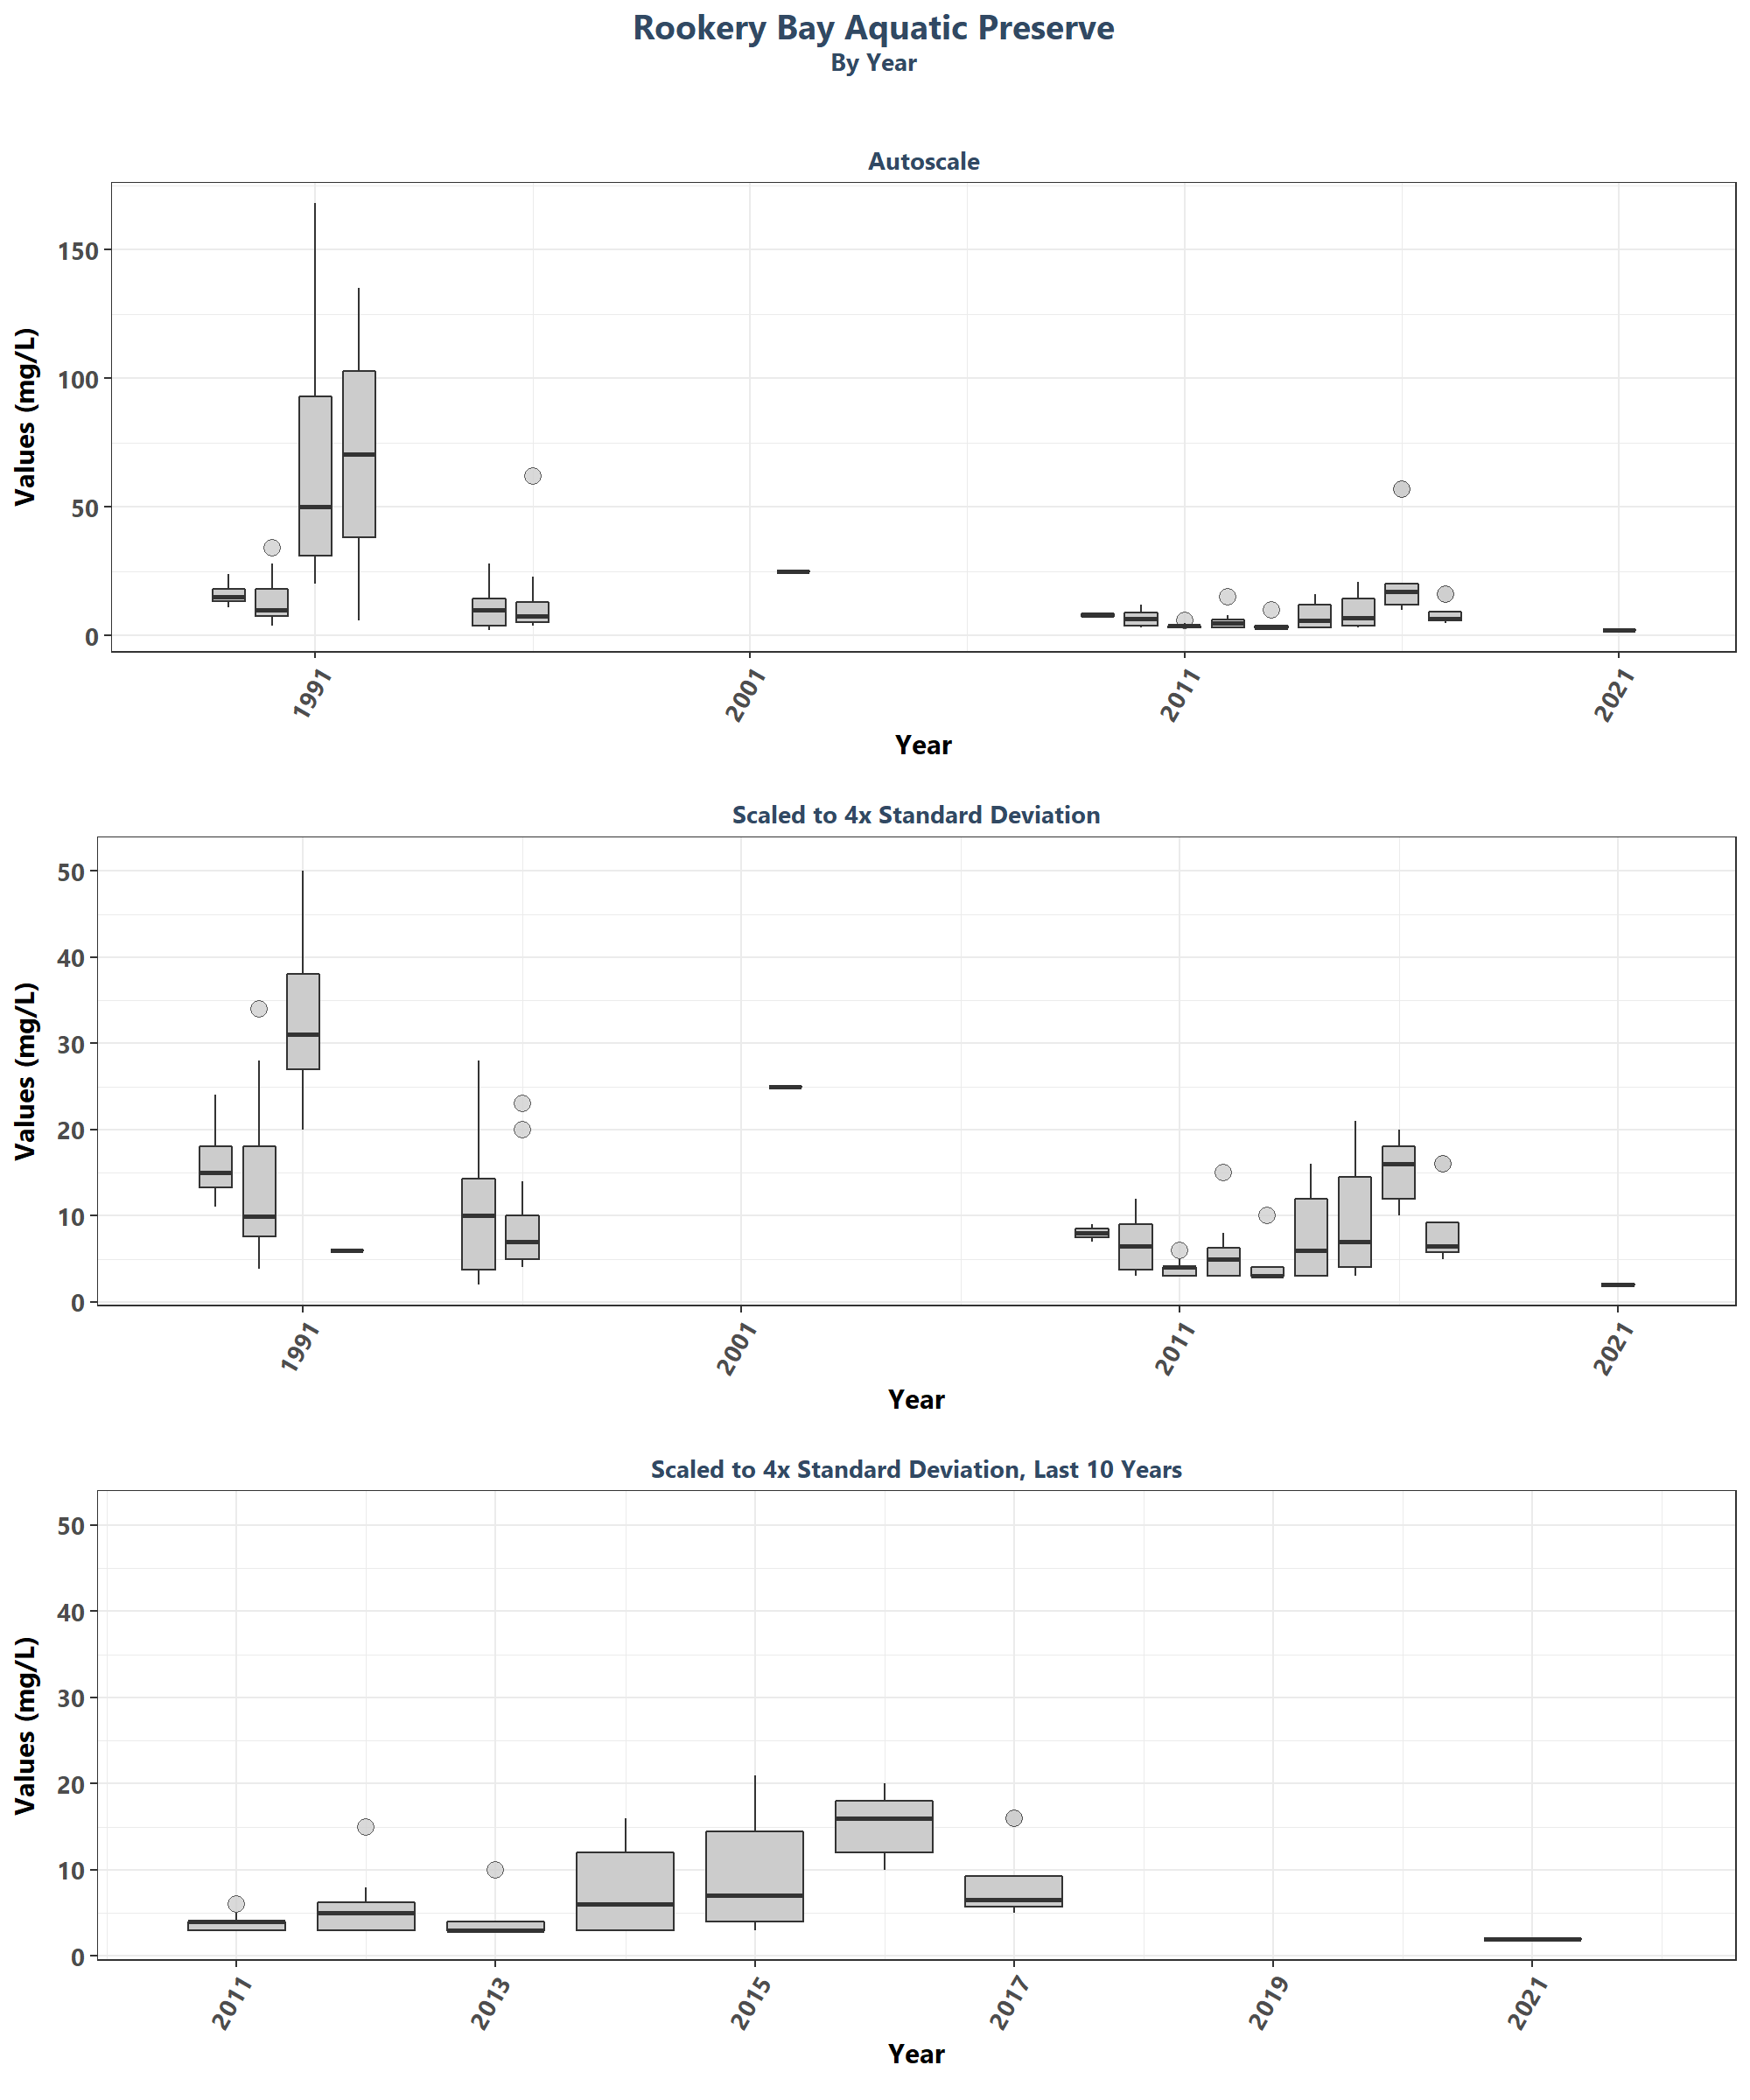 Rookery Bay Aquatic Preserve
By Year
Autoscale
Values (mg/L)
150
100
50
0
1991
2001
2011
2021
Year
Scaled to 4x Standard Deviation
Values (mg/L)
50
40
30
20
10
0
1991
2001
2011
2021
Year
Scaled to 4x Standard Deviation, Last 10 Years
Values (mg/L)
50
40
30
20
10
0
2011
2013
2015
2017
2019
2021
Year